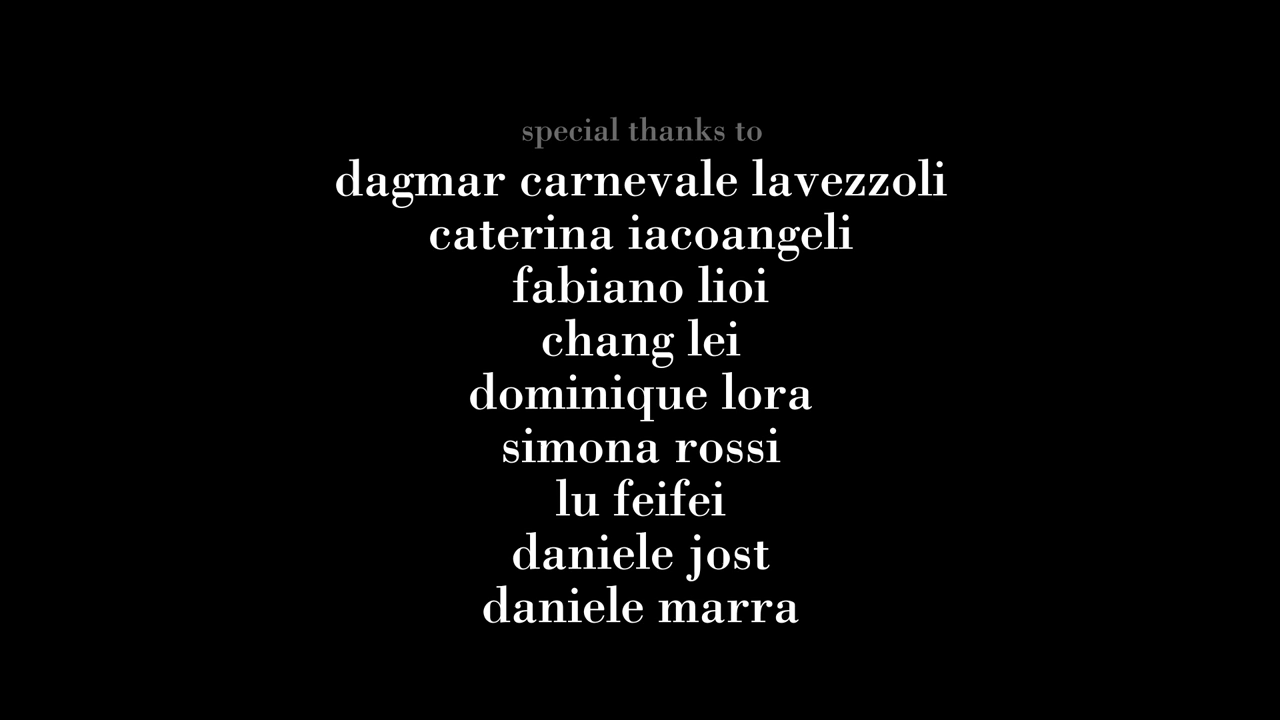 special thanks to
dagmar carnevale lavezzoli
caterina iacoangeli
fabiano lioi
chang lei
dominique lora
simona rossi
lu feifei
daniele jost
daniele marra